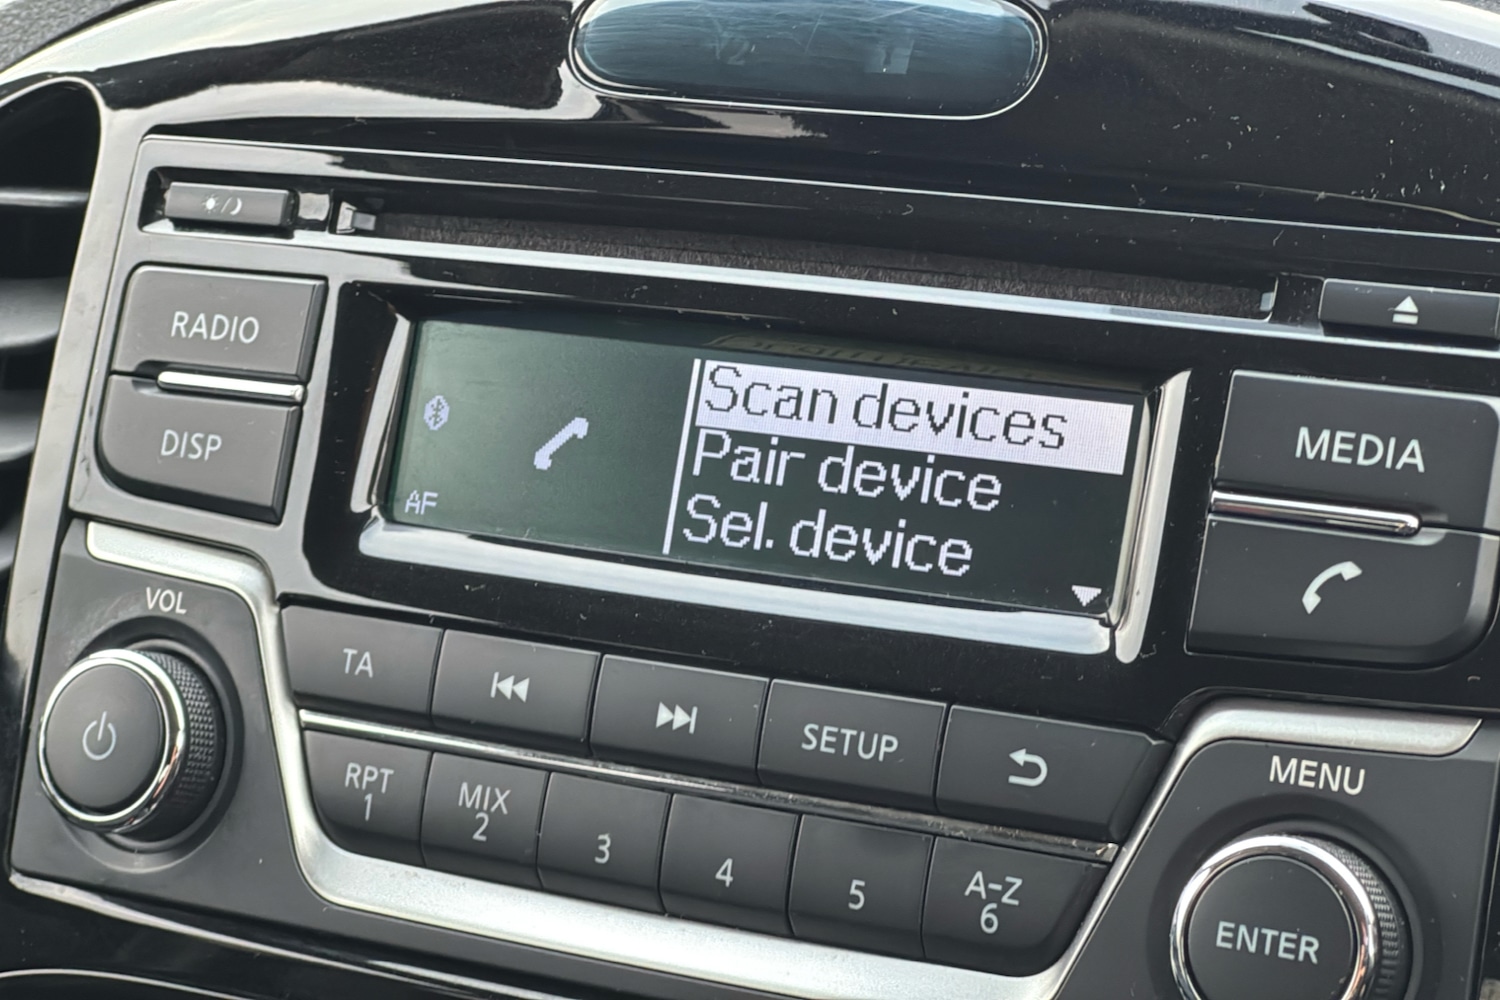 RADIO
DISP
AF
Scan devices
Pair device
Sel. device
MEDIA
VOL
TA
SETUP
MENU
RPT
1
MIX
2
3
4
5
A-Z
6
ENTER